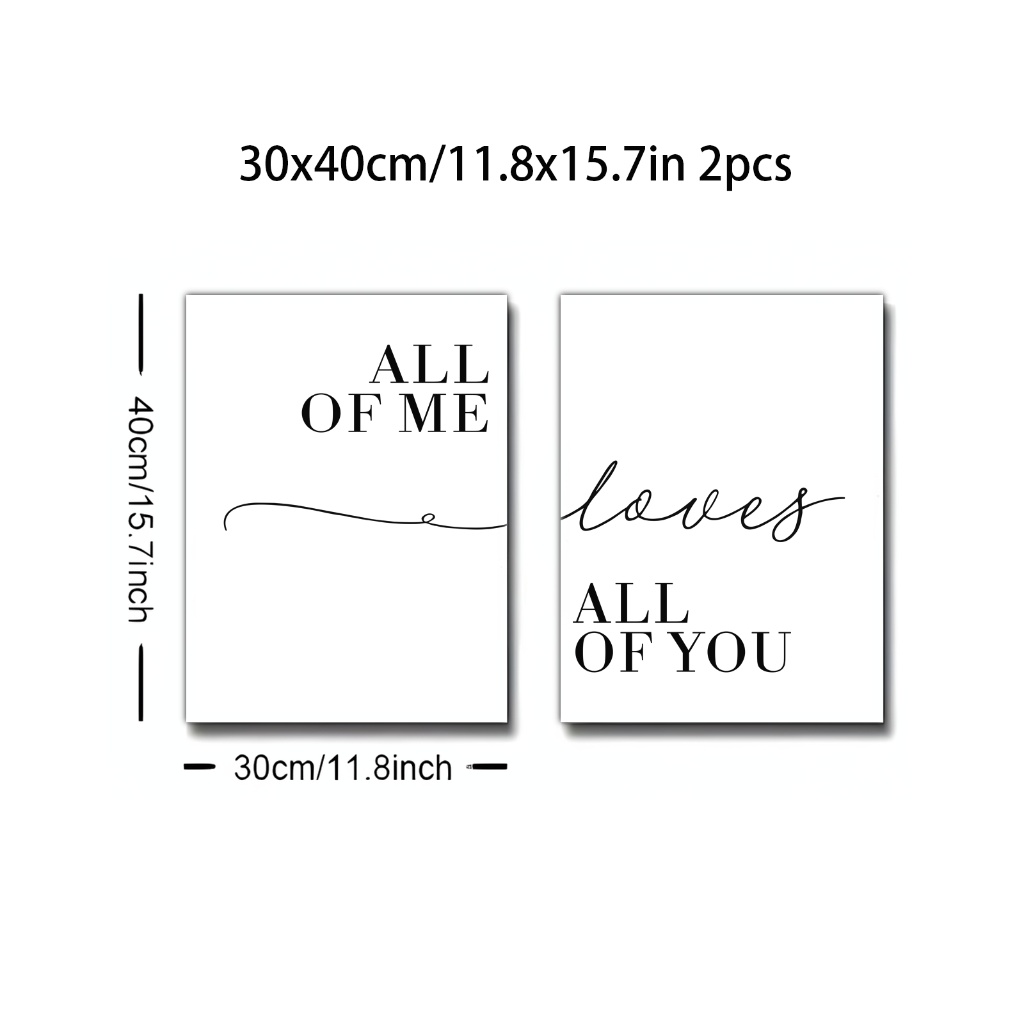 30x40cm/11.8x15.7in 2pcs
ALL
OF ME
loves
ALL
OF YOU
40cm/15.7inch
30cm/11.8inch